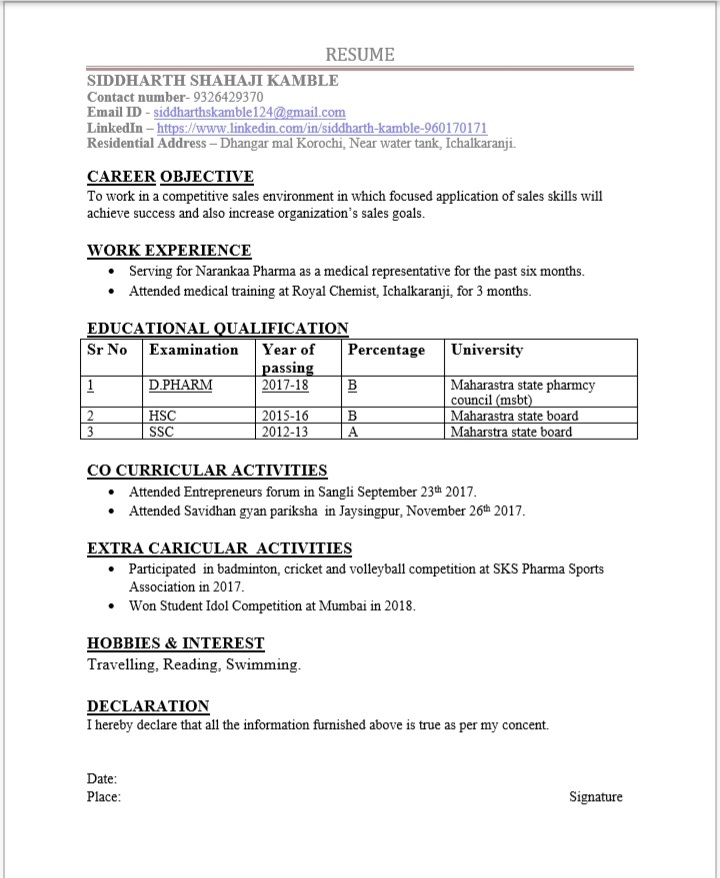 RESUME
SIDDHARTH SHAHAJI KAMBLE
Contact number- 9326429370
Email ID - siddharthskamble124@gmail.com
LinkedIn – https://www.linkedin.com/in/siddharth-kamble-960170171
Residential Address – Dhangar mal Korochi, Near water tank, Ichalkaranji.
CAREER OBJECTIVE
To work in a competitive sales environment in which focused application of sales skills will
achieve success and also increase organization's sales goals.
WORK EXPERIENCE
• Serving for Narankaa Pharma as a medical representative for the past six months.
• Attended medical training at Royal Chemist, Ichalkaranji, for 3 months.
EDUCATIONAL QUALIFICATION
Sr No Examination Year of passing Percentage University
1 D.PHARM 2017-18 B Maharastra state pharmcy council (msbt)
2 HSC 2015-16 B Maharastra state board
3 SSC 2012-13 A Maharstra state board
CO CURRICULAR ACTIVITIES
• Attended Entrepreneurs forum in Sangli September 23th 2017.
• Attended Savidhan gyan pariksha in Jaysingpur, November 26th 2017.
EXTRA CARICULAR ACTIVITIES
• Participated in badminton, cricket and volleyball competition at SKS Pharma Sports
Association in 2017.
• Won Student Idol Competition at Mumbai in 2018.
HOBBIES & INTEREST
Travelling, Reading, Swimming.
DECLARATION
I hereby declare that all the information furnished above is true as per my concent.
Date:
Place: Signature